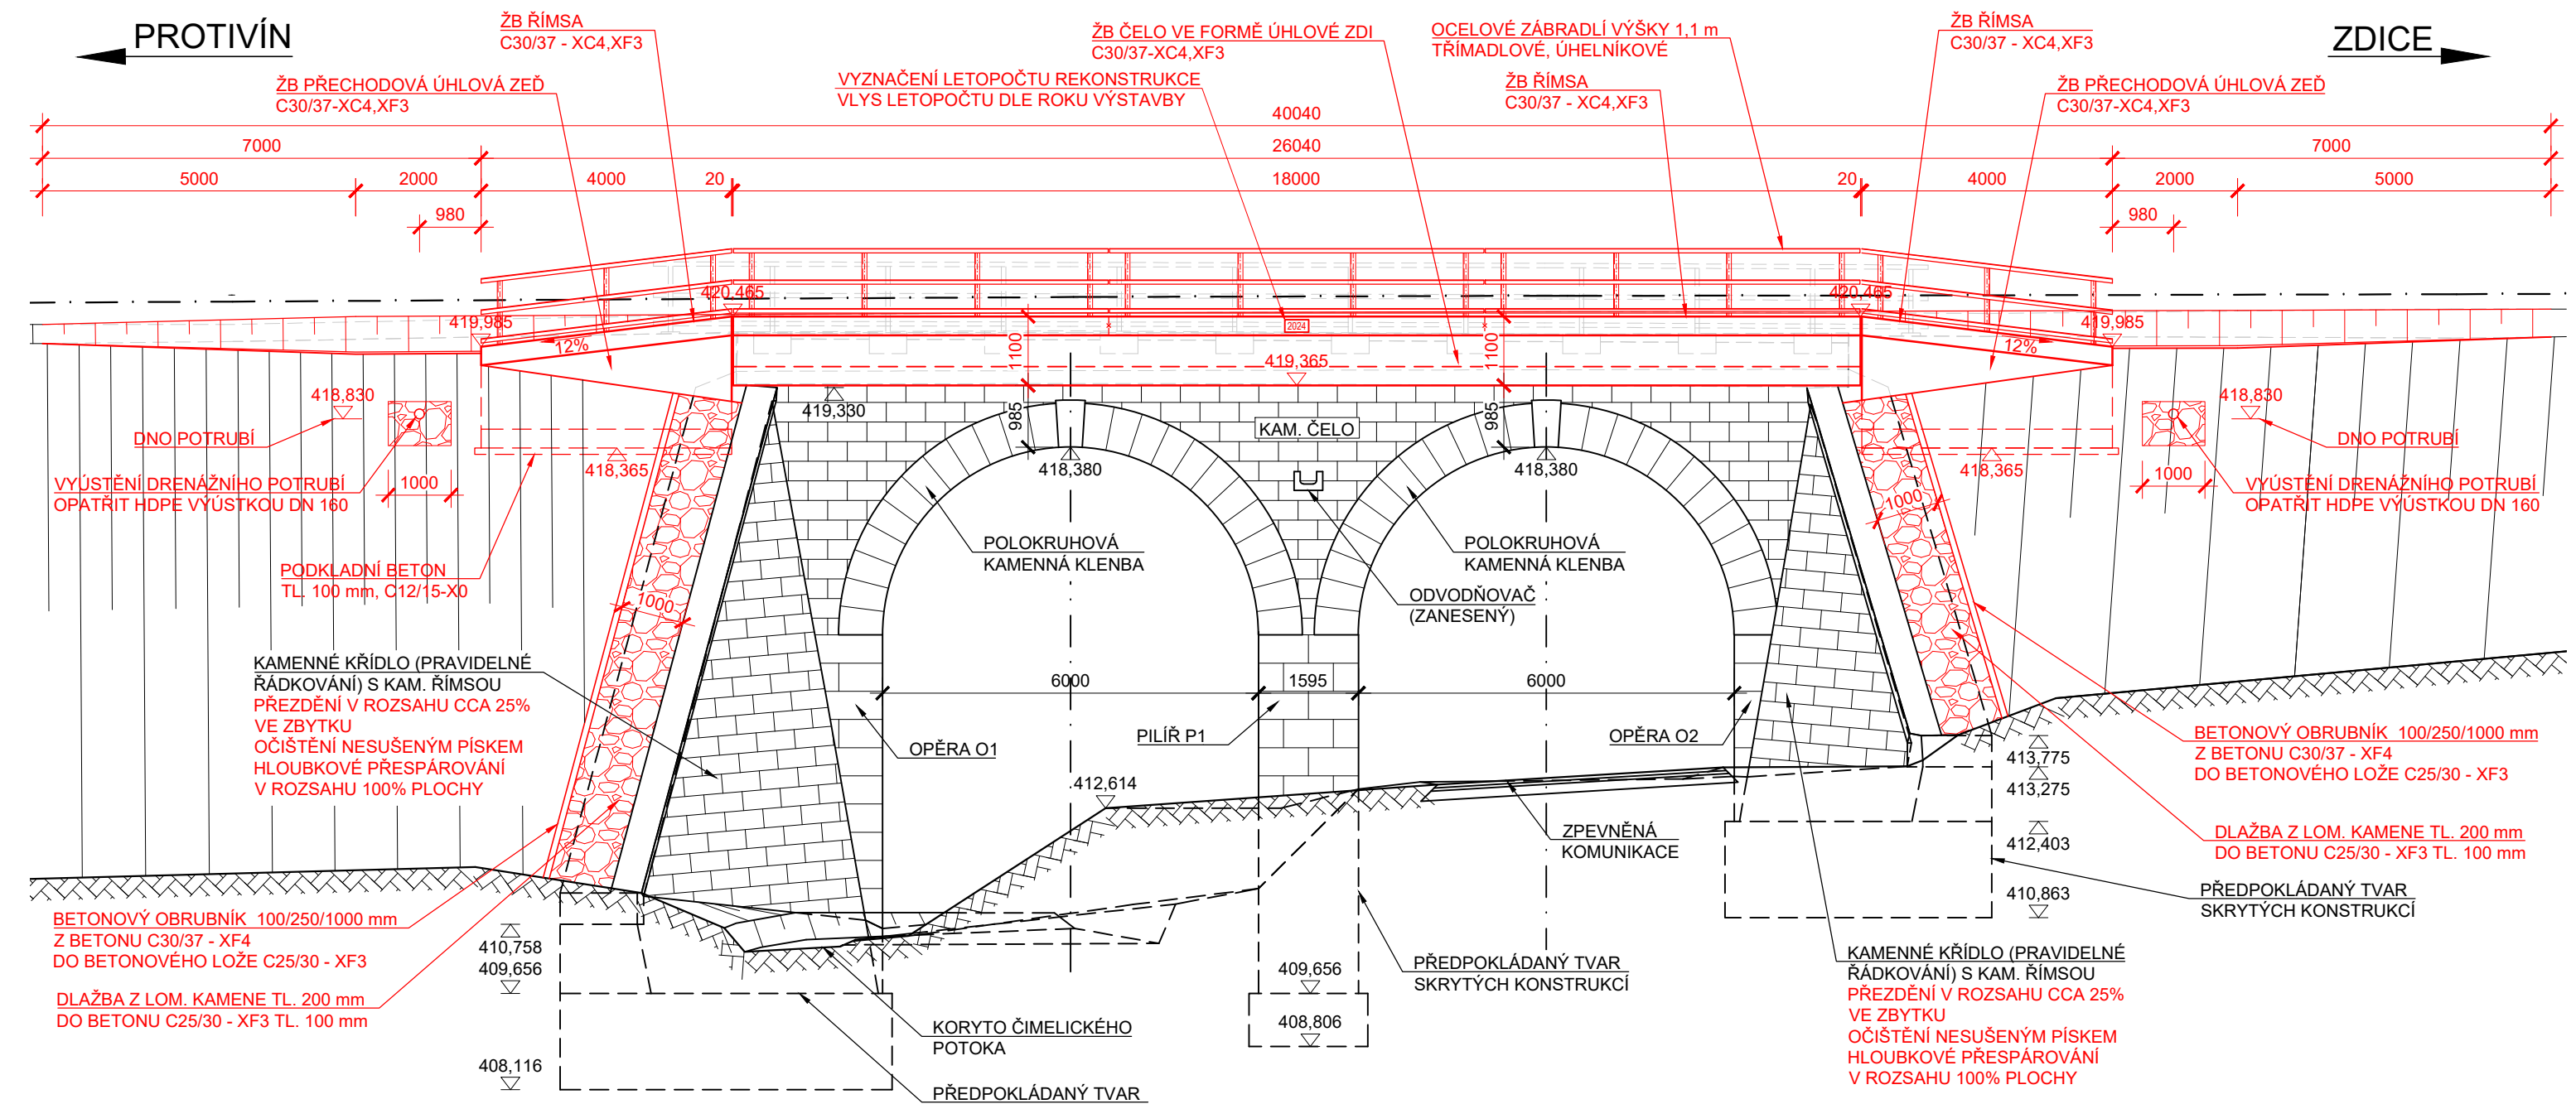 PROTIVÍN
ZDICE
ŽB ŘÍMSA
C30/37 - XC4,XF3
ŽB PŘECHODOVÁ ÚHLOVÁ ZEĎ
C30/37-XC4,XF3
VYZNAČENÍ LETOPOČTU REKONSTRUKCE
VLYS LETOPOČTU DLE ROKU VÝSTAVBY
ŽB ČELO VE FORMĚ ÚHLOVÉ ZDI
C30/37-XC4,XF3
OCELOVÉ ZÁBRADLÍ VÝŠKY 1,1 m
TŘÍMADLOVÉ, ÚHELNÍKOVÉ
ŽB ŘÍMSA
C30/37 - XC4,XF3
ŽB ŘÍMSA
C30/37 - XC4,XF3
ŽB PŘECHODOVÁ ÚHLOVÁ ZEĎ
C30/37-XC4,XF3
40040
7000
26040
7000
5000
2000
4000
20
18000
20
4000
2000
5000
980
980
420,465
420,465
419,985
419,985
12%
12%
2024
1100
1100
419,365
418,830
418,830
419,330
985
985
KAM. ČELO
DNO POTRUBÍ
DNO POTRUBÍ
418,365
418,380
418,380
418,365
VYÚSTĚNÍ DRENÁŽNÍHO POTRUBÍ
OPATŘIT HDPE VÝÚSTKOU DN 160
1000
1000
1000
VYÚSTĚNÍ DRENÁŽNÍHO POTRUBÍ
OPATŘIT HDPE VÝÚSTKOU DN 160
POLOKRUHOVÁ
KAMENNÁ KLENBA
POLOKRUHOVÁ
KAMENNÁ KLENBA
PODKLADNÍ BETON
TL. 100 mm, C12/15-X0
1000
ODVODŇOVAČ
(ZANESENÝ)
KAMENNÉ KŘÍDLO (PRAVIDELNÉ
ŘÁDKOVÁNÍ) S KAM. ŘÍMSOU
PŘEZDĚNÍ V ROZSAHU CCA 25%
VE ZBYTKU
OČIŠTĚNÍ NESUŠENÝM PÍSKEM
HLOUBKOVÉ PŘESPÁROVÁNÍ
V ROZSAHU 100% PLOCHY
6000
1595
6000
OPĚRA O1
PILÍŘ P1
OPĚRA O2
412,614
BETONOVÝ OBRUBNÍK 100/250/1000 mm
Z BETONU C30/37 - XF4
DO BETONOVÉHO LOŽE C25/30 - XF3
413,775
413,275
ZPEVNĚNÁ
KOMUNIKACE
412,403
DLAŽBA Z LOM. KAMENE TL. 200 mm
DO BETONU C25/30 - XF3 TL. 100 mm
410,863
PŘEDPOKLÁDANÝ TVAR
SKRYTÝCH KONSTRUKCÍ
BETONOVÝ OBRUBNÍK 100/250/1000 mm
Z BETONU C30/37 - XF4
DO BETONOVÉHO LOŽE C25/30 - XF3
410,758
409,656
DLAŽBA Z LOM. KAMENE TL. 200 mm
DO BETONU C25/30 - XF3 TL. 100 mm
409,656
408,806
PŘEDPOKLÁDANÝ TVAR
SKRYTÝCH KONSTRUKCÍ
KAMENNÉ KŘÍDLO (PRAVIDELNÉ
ŘÁDKOVÁNÍ) S KAM. ŘÍMSOU
PŘEZDĚNÍ V ROZSAHU CCA 25%
VE ZBYTKU
OČIŠTĚNÍ NESUŠENÝM PÍSKEM
HLOUBKOVÉ PŘESPÁROVÁNÍ
V ROZSAHU 100% PLOCHY
KORYTO ČIMELICKÉHO
POTOKA
408,116
PŘEDPOKLÁDANÝ TVAR